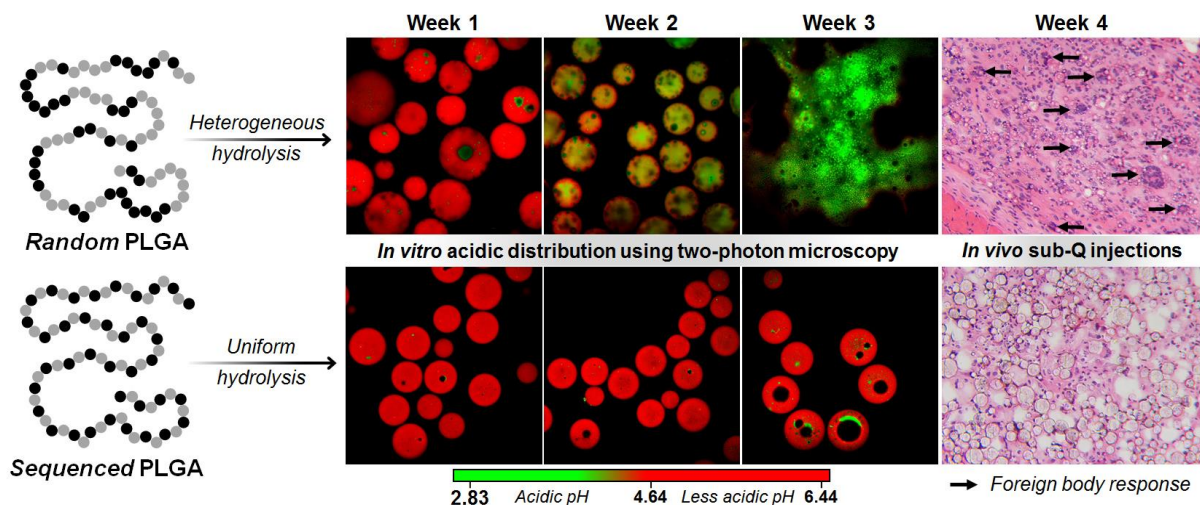 Week 1
Week 2
Week 3
Week 4
Heterogeneous
hydrolysis
Random PLGA
In vitro acidic distribution using two-photon microscopy
In vivo sub-Q injections
Uniform
hydrolysis
Sequenced PLGA
2.83
Acidic pH
4.64
Less acidic pH
6.44
Foreign body response